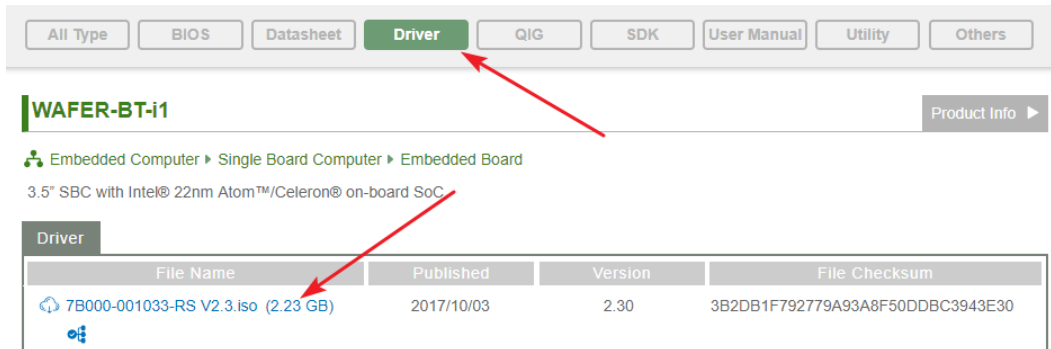 All Type BIOS Datasheet Driver QIG SDK User Manual Utility Others
WAFER-BT-i1
Product Info
Embedded Computer Single Board Computer Embedded Board
3.5" SBC with Intel® 22nm Atom™/Celeron® on-board SoC
Driver
File Name Published Version File Checksum
7B000-001033-RS V2.3.iso (2.23 GB) 2017/10/03 2.30 3B2DB1F792779A93A8F50DDBC3943E30